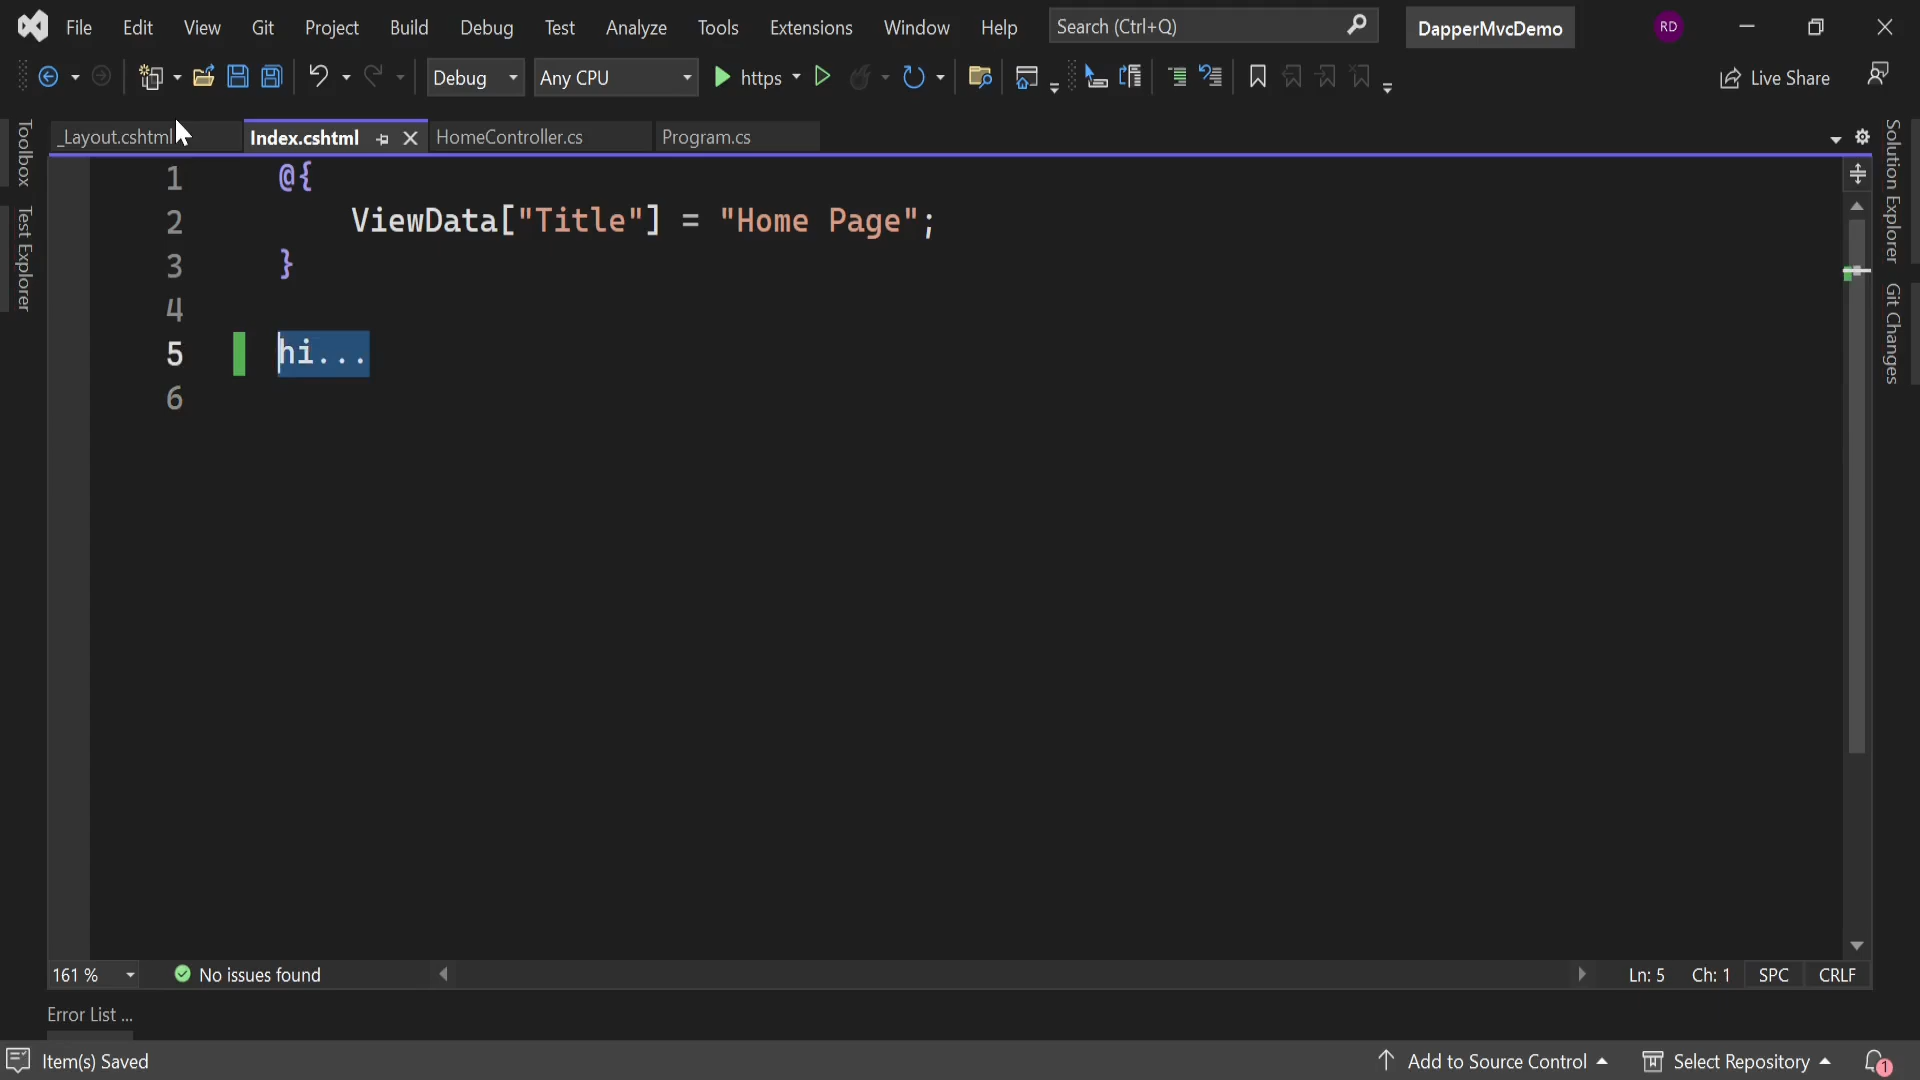 File Edit View Git Project Build Debug Test Analyze Tools Extensions Window Help Search (Ctrl+Q) DapperMvcDemo RD
Debug Any CPU https Live Share
_Layout.cshtml Index.cshtml HomeController.cs Program.cs
Toolbox
Test Explorer
1 @{
2 ViewData["Title"] = "Home Page";
3 }
4
5 hi...
6
Solution Explorer
Git Changes
161 % No issues found Ln: 5 Ch: 1 SPC CRLF
Error List ...
Item(s) Saved Add to Source Control Select Repository 1